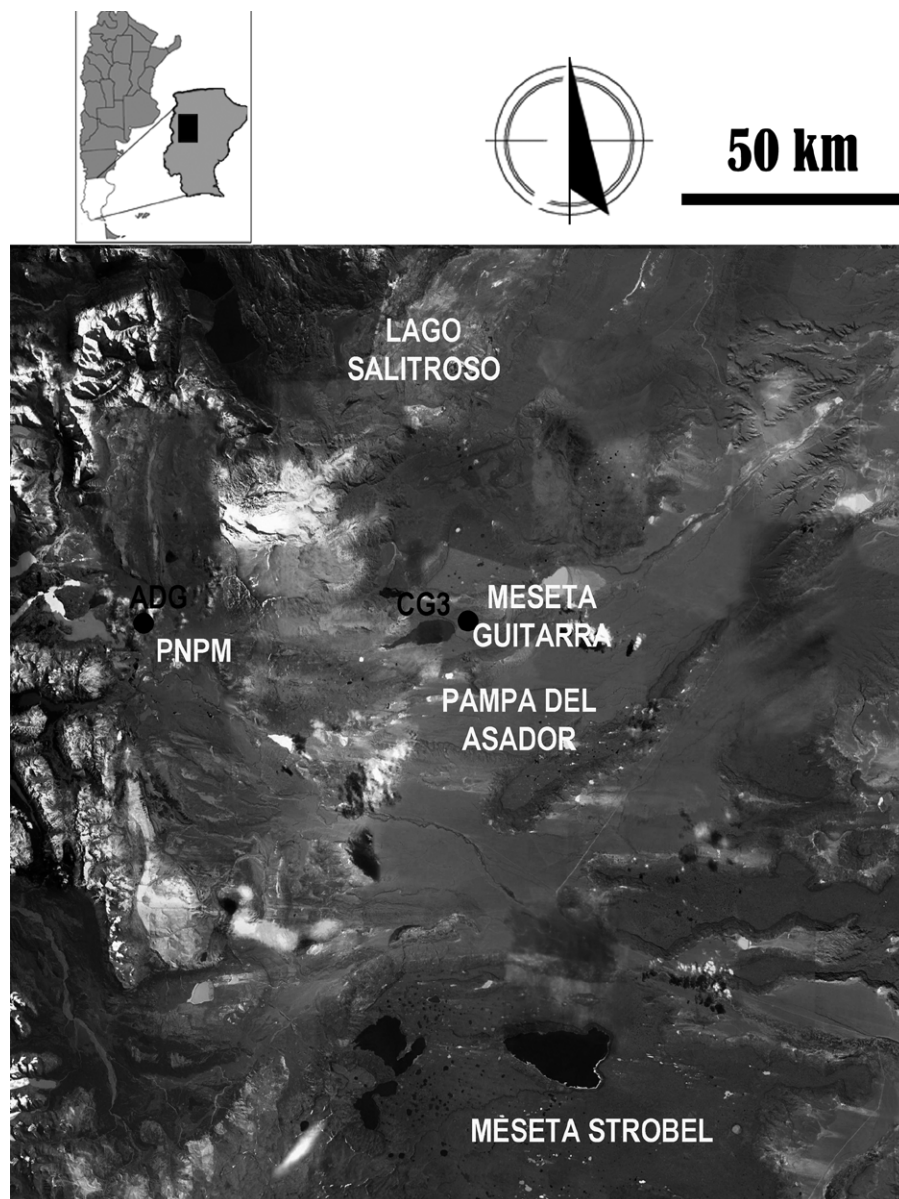 50 km
LAGO
SALITROSO
ADG
PNPM
CG3
MESETA
GUITARRA
PAMPA DEL
ASADOR
MESETA STROBEL